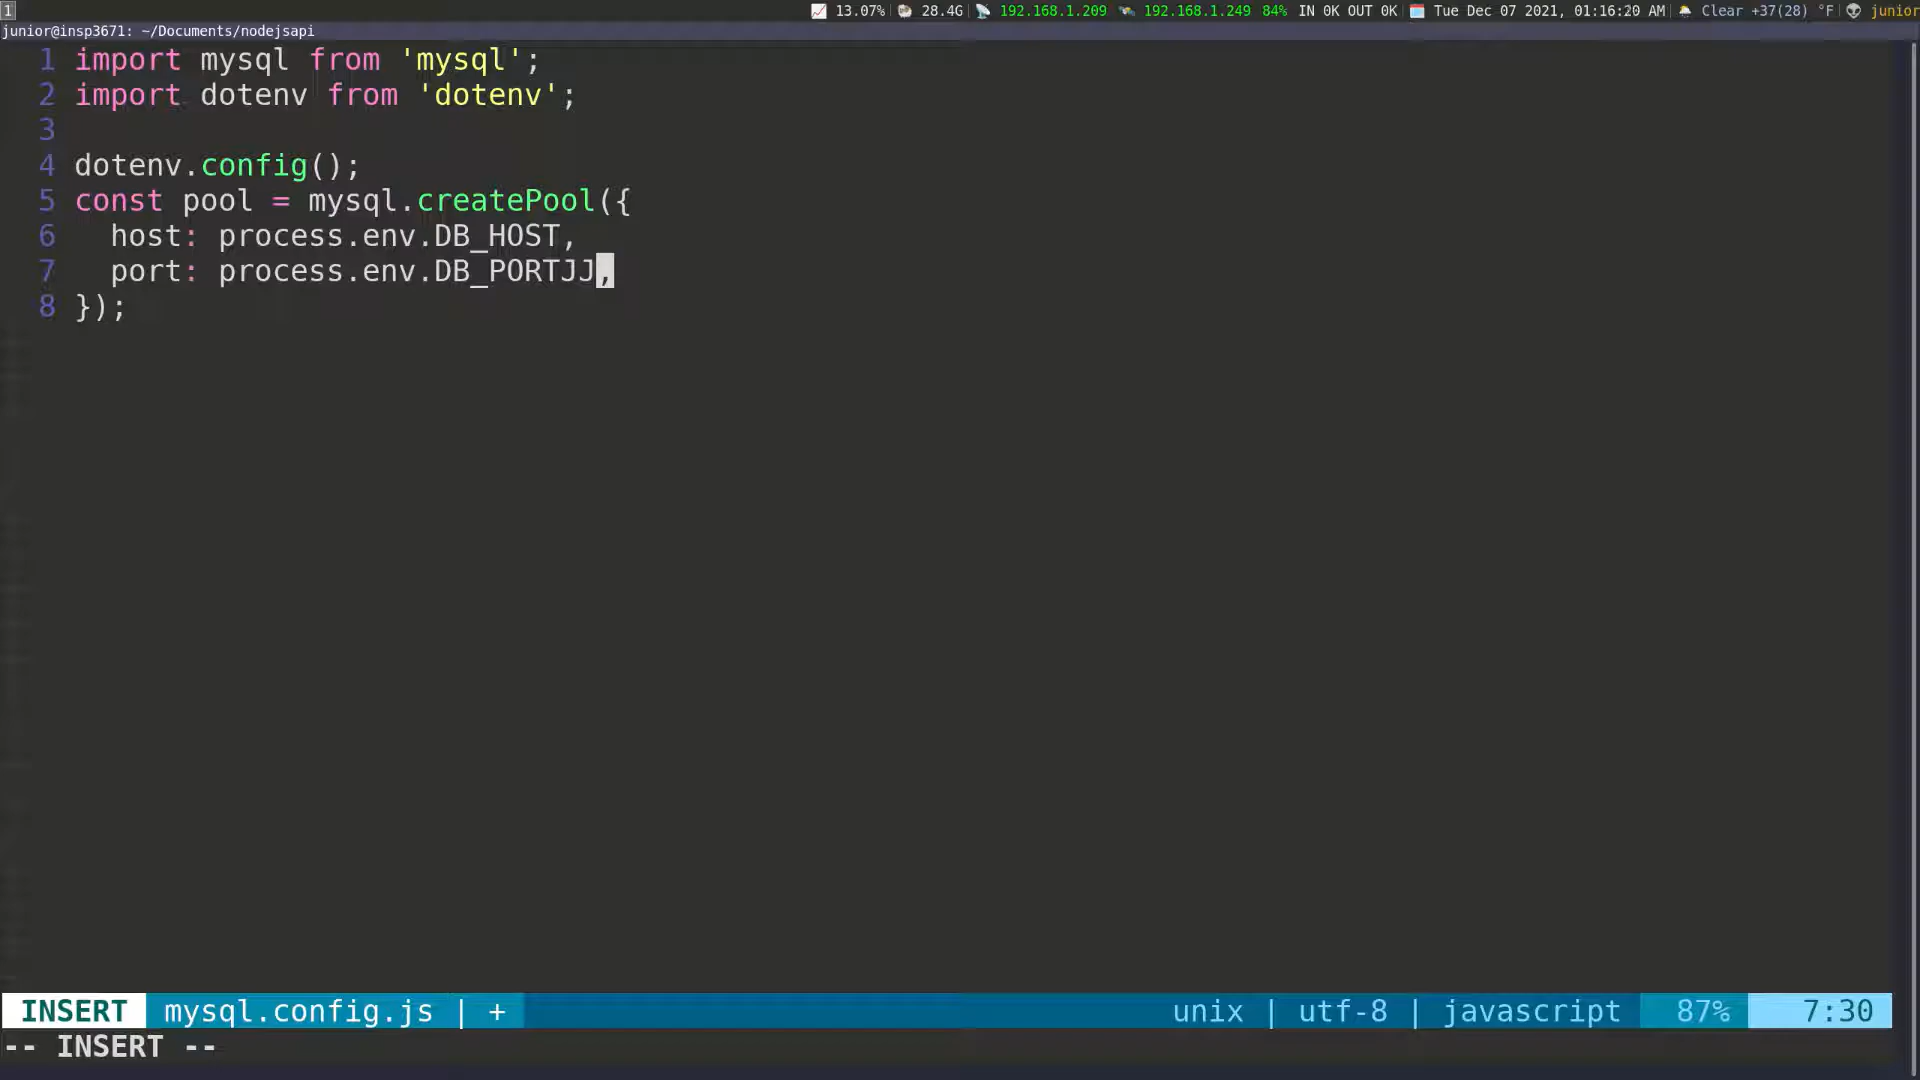 1 13.07% 28.4G 192.168.1.209 192.168.1.249 84% IN 0K OUT 0K Tue Dec 07 2021, 01:16:20 AM Clear +37(28) °F junior
junior@insp3671: ~/Documents/nodejsapi
1 import mysql from 'mysql';
2 import dotenv from 'dotenv';
3
4 dotenv.config();
5 const pool = mysql.createPool({
6   host: process.env.DB_HOST,
7   port: process.env.DB_PORTJJ,
8 });
INSERT mysql.config.js | + unix | utf-8 | javascript 87% 7:30
-- INSERT --